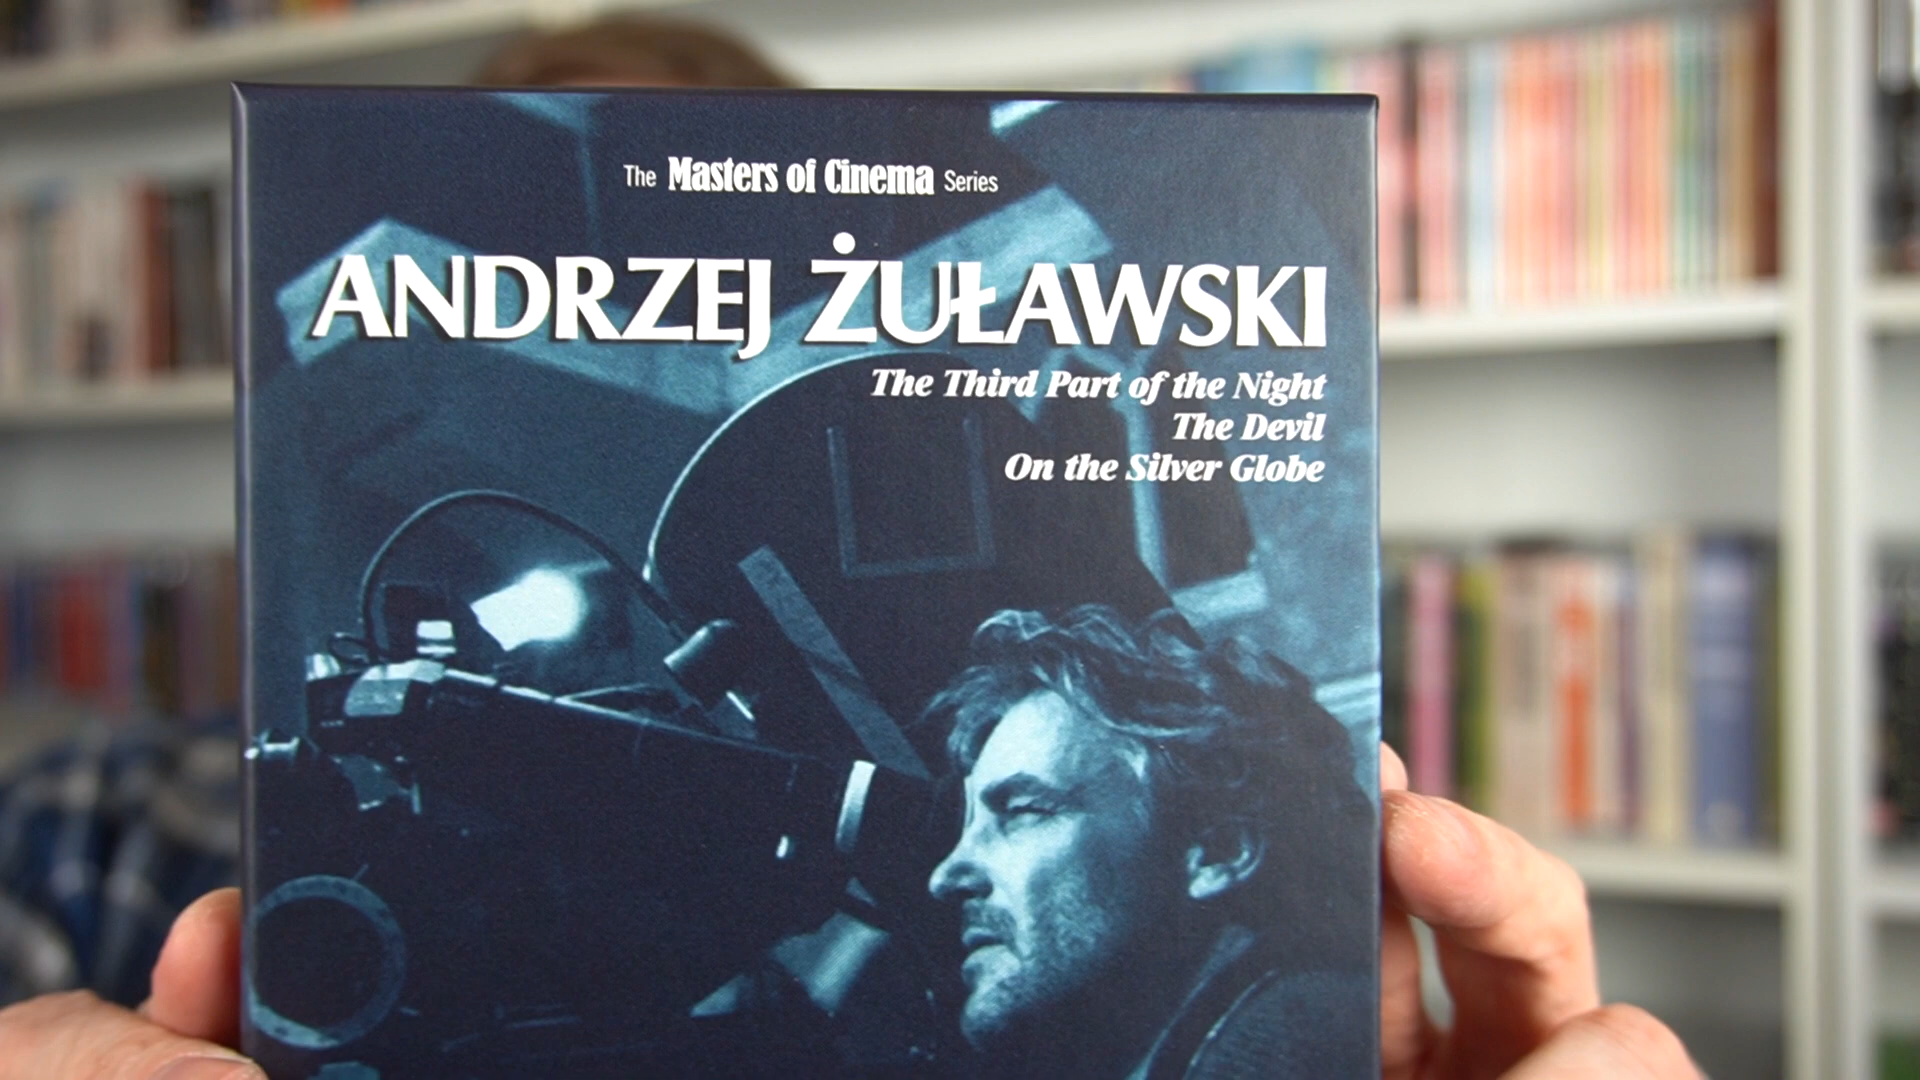 The Masters of Cinema Series
ANDRZEJ ŻUŁAWSKI
The Third Part of the Night
The Devil
On the Silver Globe